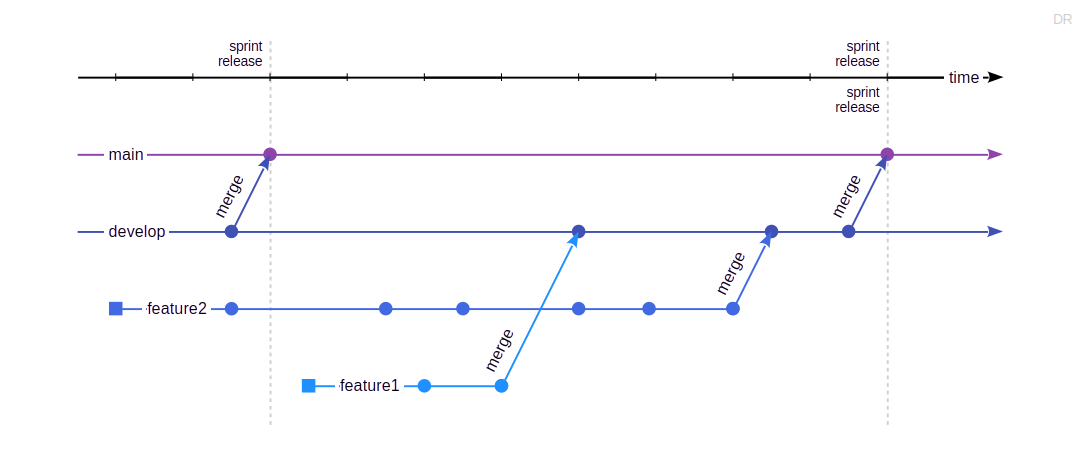 DR
sprint
release
sprint
release
time
sprint
release
main
merge
merge
develop
merge
feature2
merge
feature1